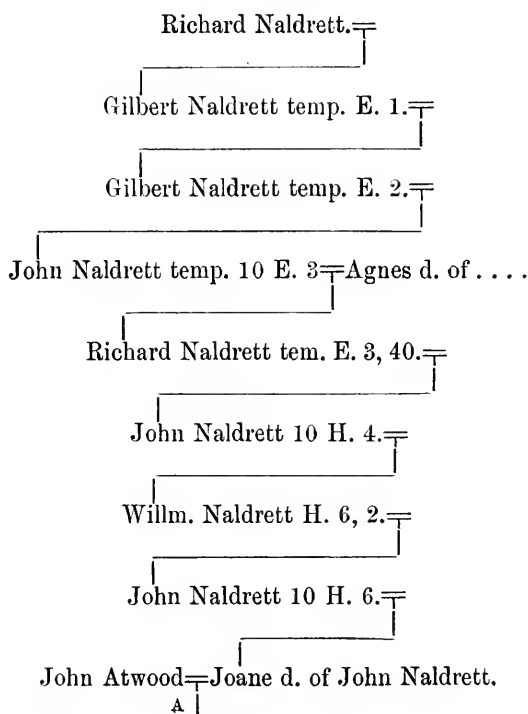 Richard Naldrett.
Gilbert Naldrett temp. E. 1.
Gilbert Naldrett temp. E. 2.
John Naldrett temp. 10 E. 3=Agnes d. of . . . .
Richard Naldrett tem. E. 3, 40.
John Naldrett 10 H. 4.
Willm. Naldrett H. 6, 2.
John Naldrett 10 H. 6.
John Atwood=Joane d. of John Naldrett.
A